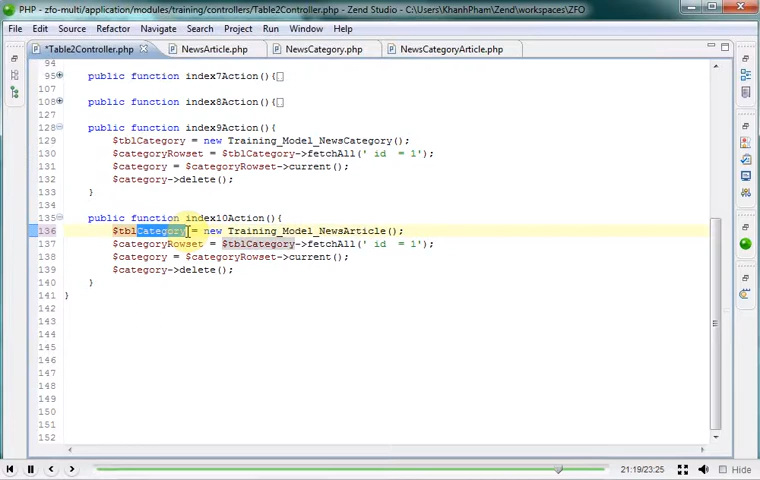 PHP - zfo-multi/application/modules/training/controllers/Table2Controller.php - Zend Studio - C:\Users\KhanhPham\Zend\workspaces\ZFO
File Edit Source Refactor Navigate Search Project Run Window Help
*Table2Controller.php NewsArticle.php NewsCategory.php NewsCategoryArticle.php
94
95 public function index7Action(){
107
108 public function index8Action(){
127
128 public function index9Action(){
129 $tblCategory = new Training_Model_NewsCategory();
130 $categoryRowset = $tblCategory->fetchAll(' id  = 1');
131 $category = $categoryRowset->current();
132 $category->delete();
133 }
134
135 public function index10Action(){
136 $tblCategory = new Training_Model_NewsArticle();
137 $categoryRowset = $tblCategory->fetchAll(' id  = 1');
138 $category = $categoryRowset->current();
139 $category->delete();
140 }
141 }
142
143
144
145
146
147
148
149
150
151
152
21:19/23:25 Hide